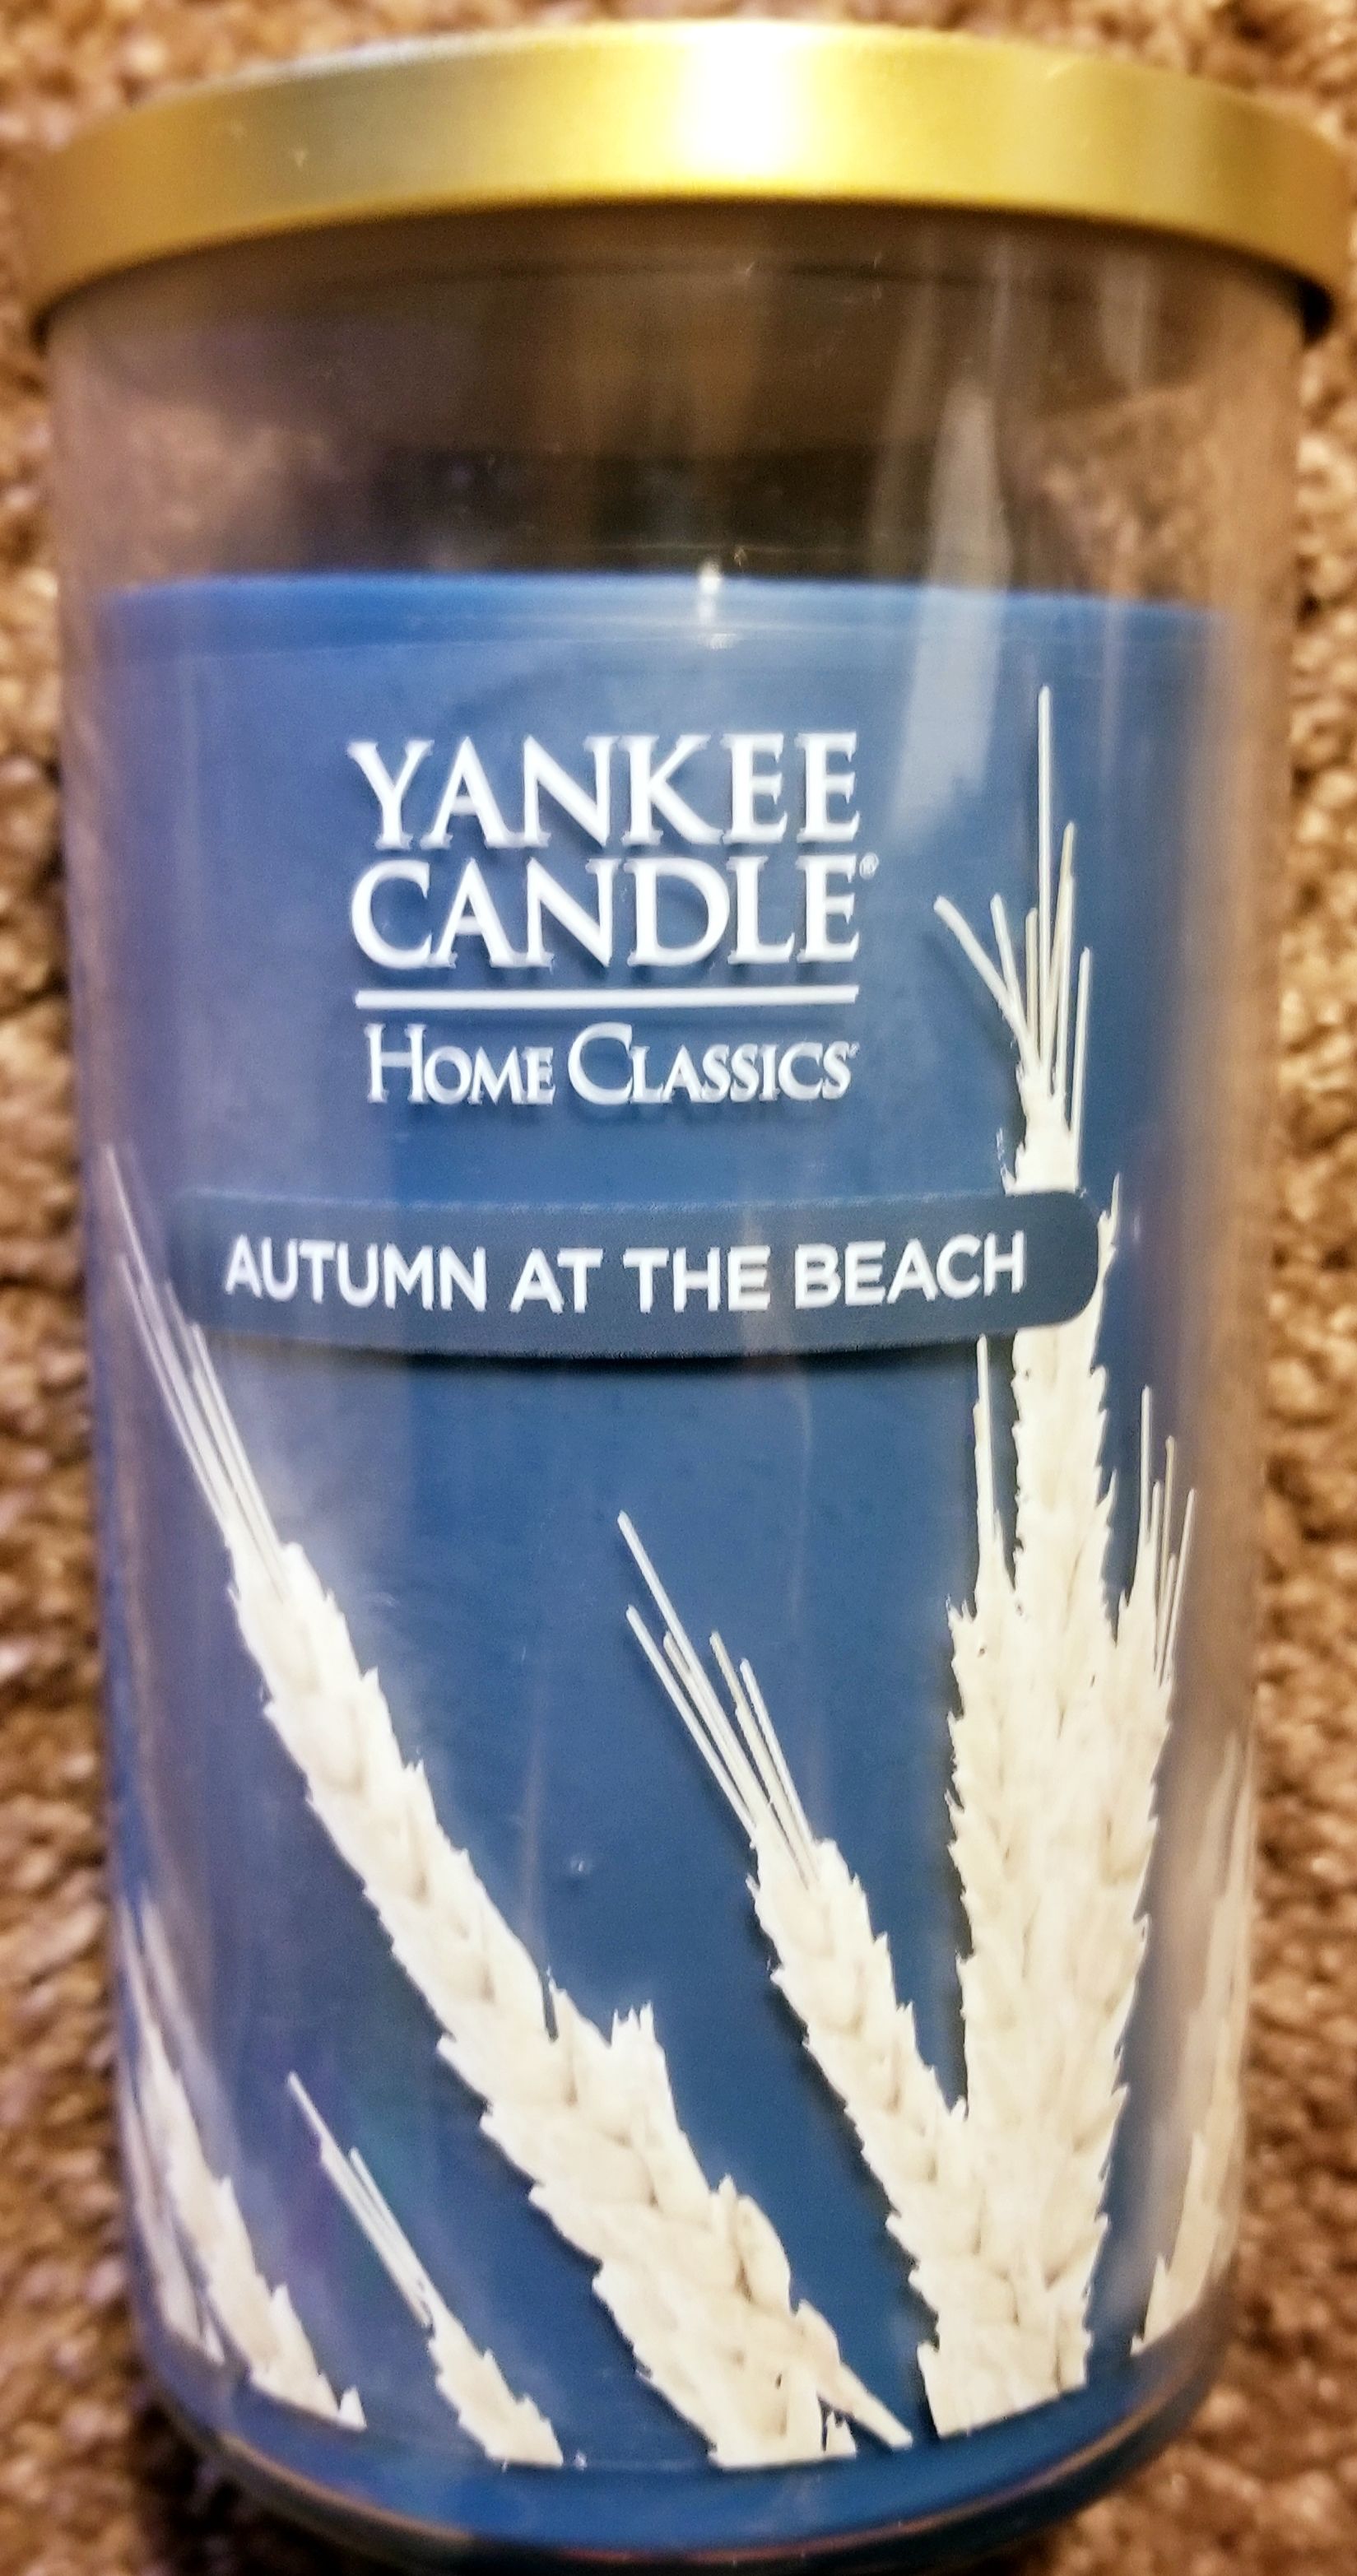 YANKEE
CANDLE®
HOME CLASSICS
AUTUMN AT THE BEACH